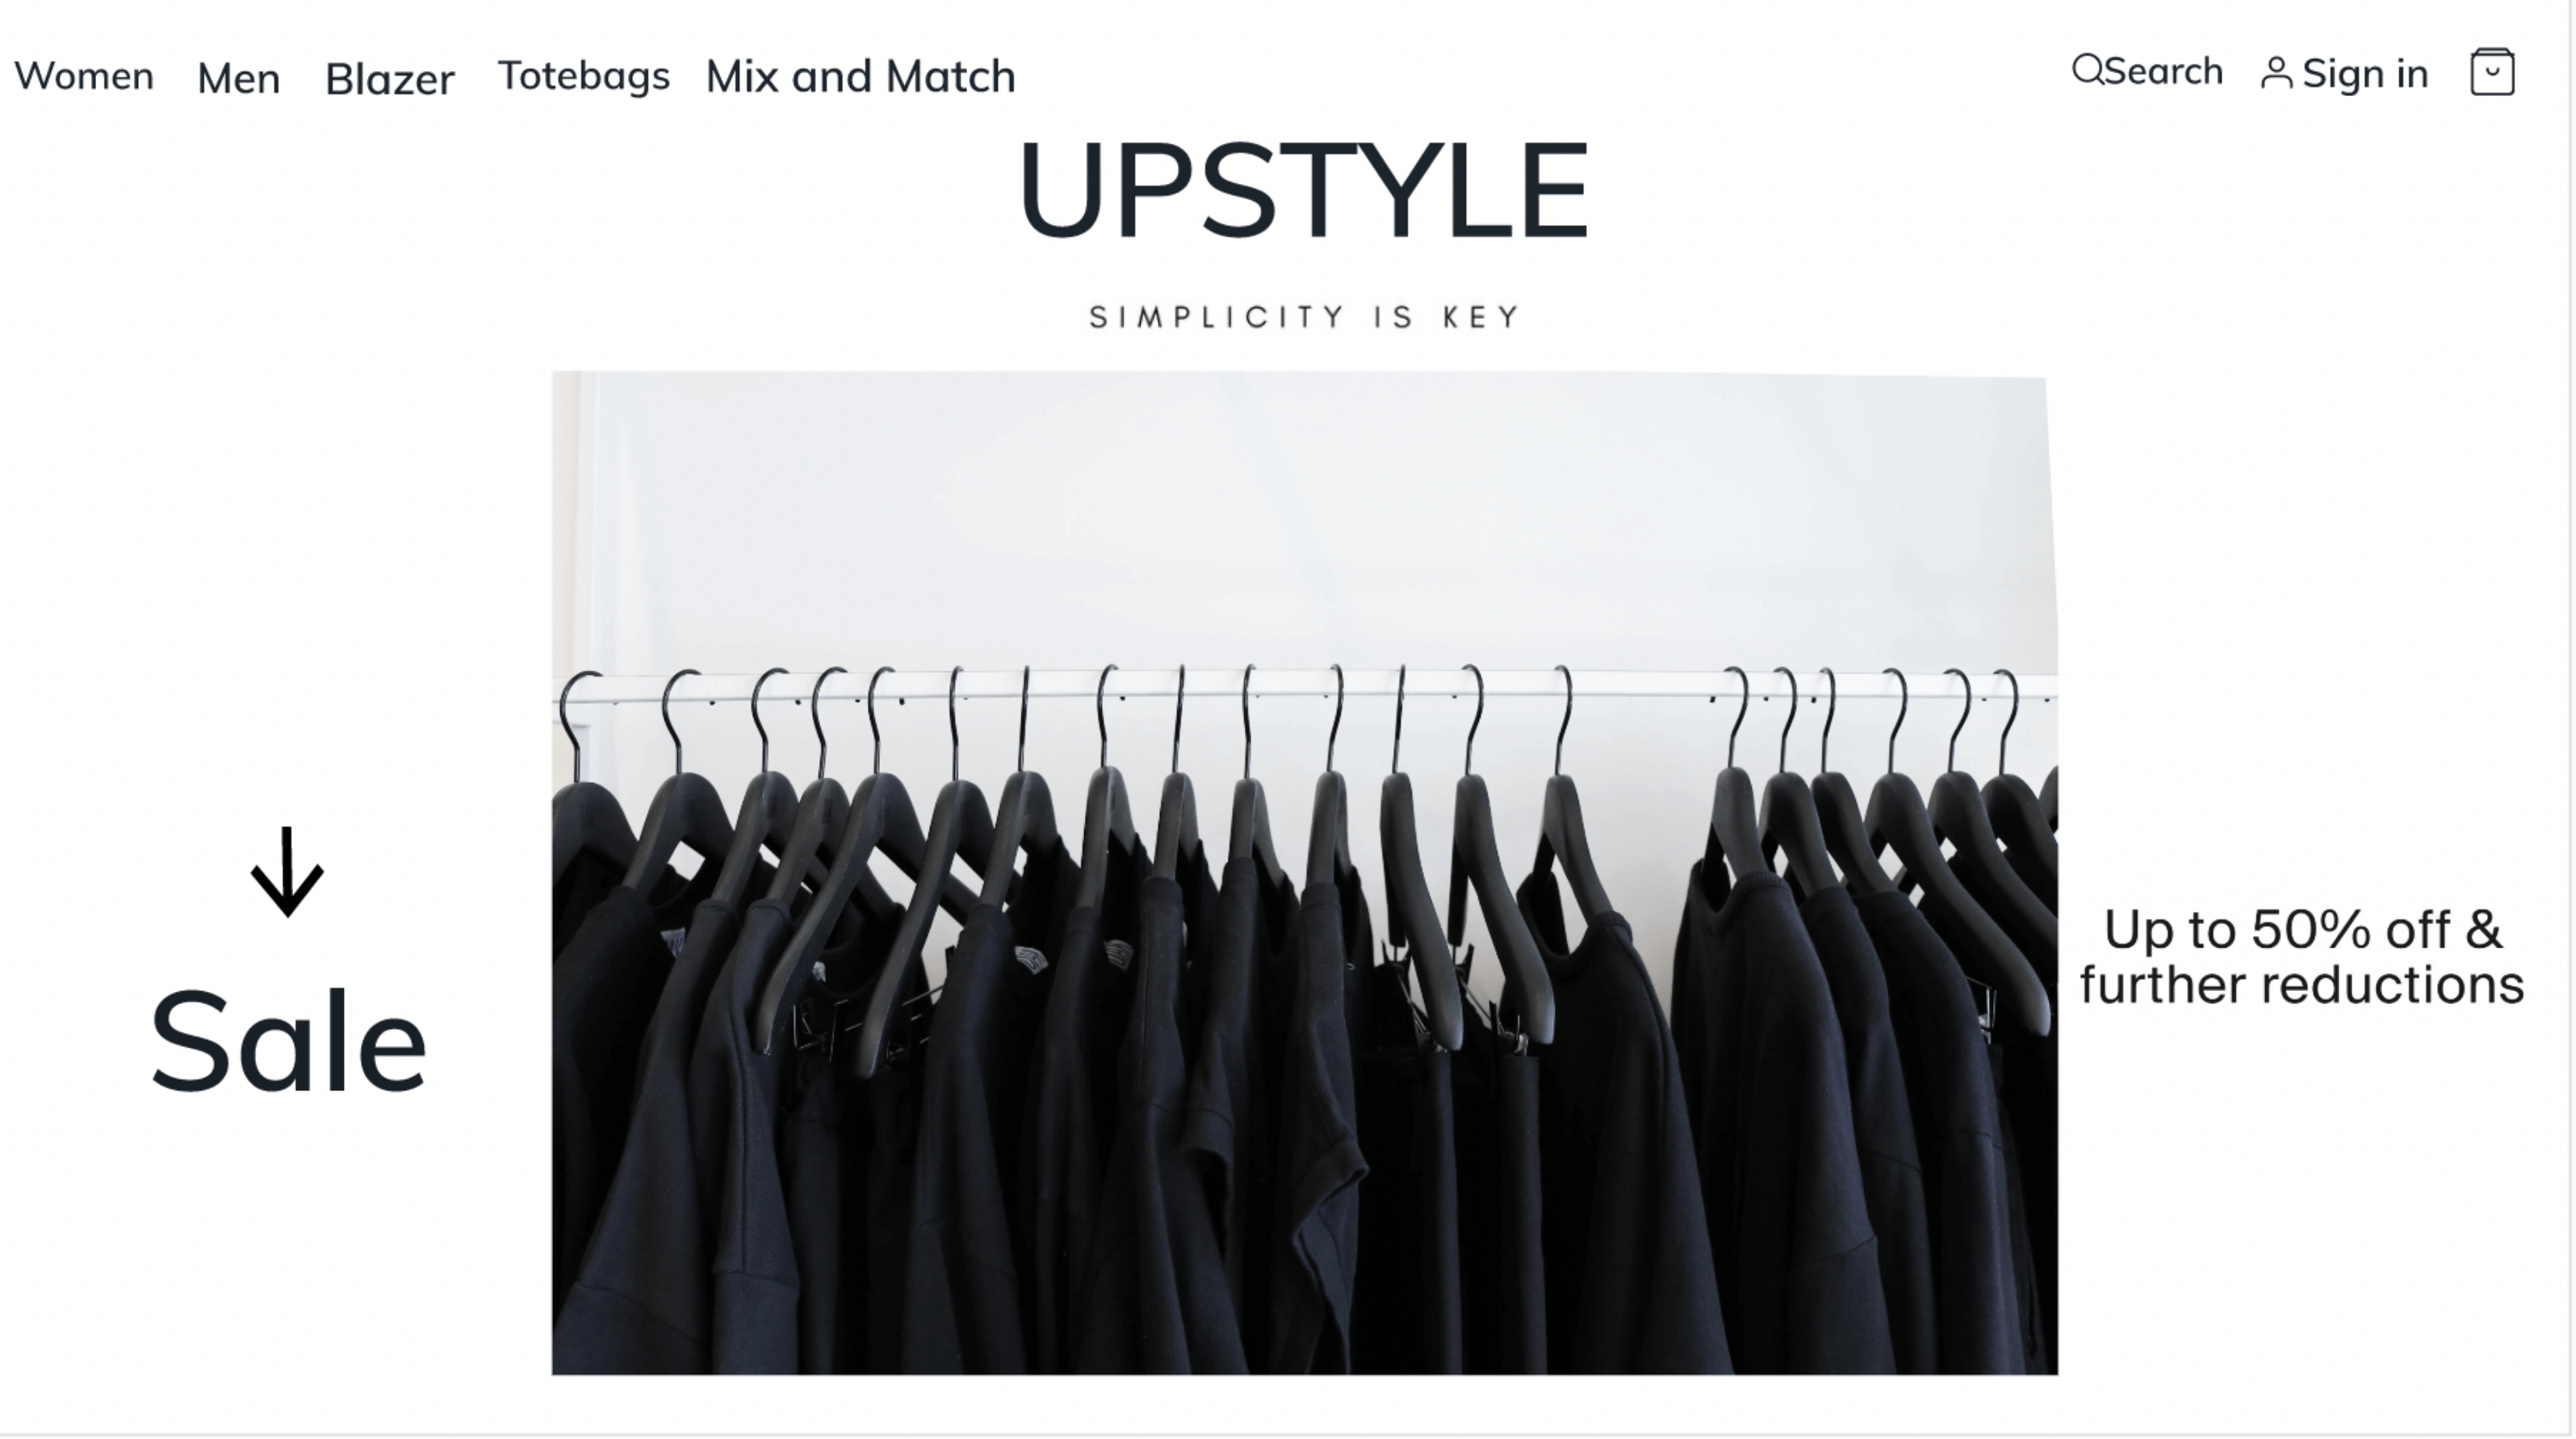 Women Men Blazer Totebags Mix and Match Search Sign in
UPSTYLE
SIMPLICITY IS KEY
Sale
Up to 50% off &
further reductions